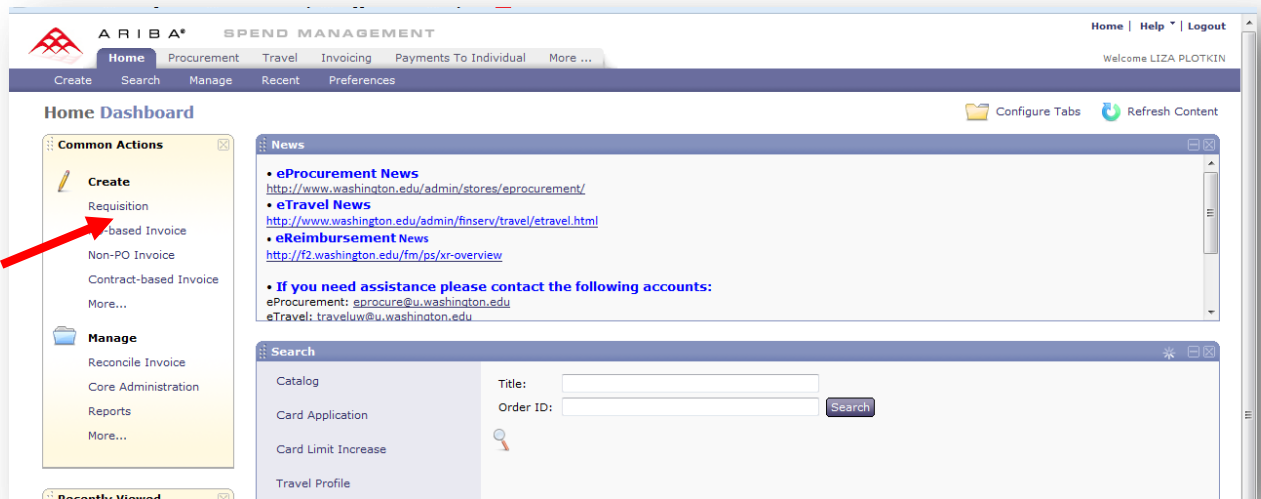 ARIBA® SPEND MANAGEMENT
Home | Help | Logout
Home Procurement Travel Invoicing Payments To Individual More ...
Welcome LIZA PLOTKIN
Create Search Manage Recent Preferences
Home Dashboard
Configure Tabs Refresh Content
Common Actions
Create
Requisition
-based Invoice
Non-PO Invoice
Contract-based Invoice
More...
Manage
Reconcile Invoice
Core Administration
Reports
More...
Recently Viewed
News
• eProcurement News
http://www.washington.edu/admin/stores/eprocurement/
• eTravel News
http://www.washington.edu/admin/finserv/travel/etravel.html
• eReimbursement News
http://f2.washington.edu/fm/ps/xr-overview
• If you need assistance please contact the following accounts:
eProcurement: eprocure@u.washington.edu
eTravel: traveluw@u.washington.edu
Search
Catalog
Card Application
Card Limit Increase
Travel Profile
Title:
Order ID:
Search